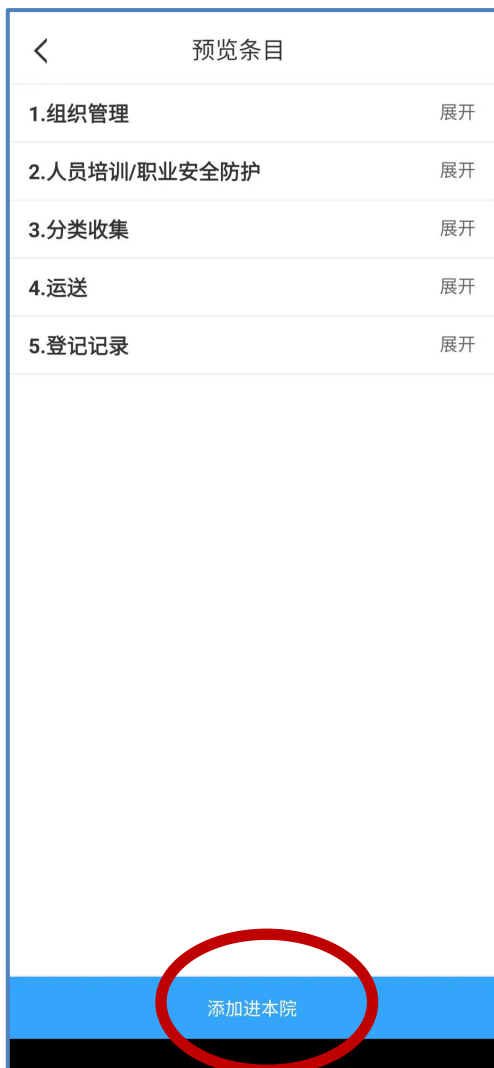 预览条目
1.组织管理 展开
2.人员培训/职业安全防护 展开
3.分类收集 展开
4.运送 展开
5.登记记录 展开
添加进本院